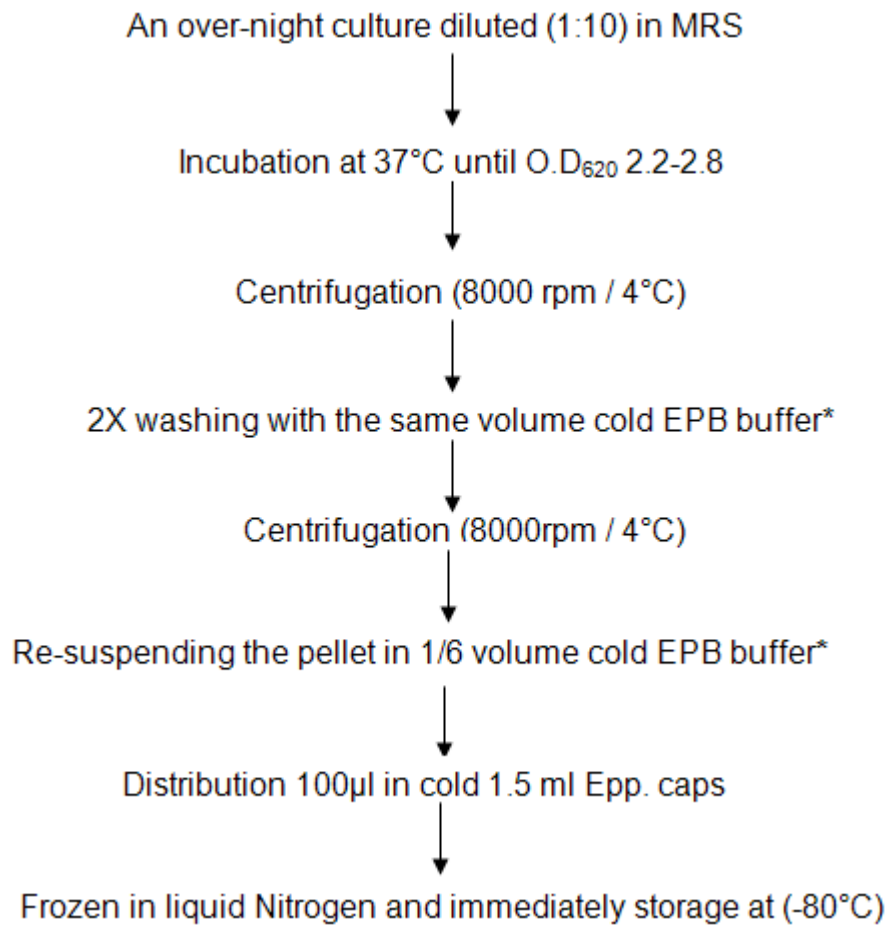 An over-night culture diluted (1:10) in MRS
Incubation at 37°C until O.D₆₂₀ 2.2-2.8
Centrifugation (8000 rpm / 4°C)
2X washing with the same volume cold EPB buffer*
Centrifugation (8000rpm / 4°C)
Re-suspending the pellet in 1/6 volume cold EPB buffer*
Distribution 100µl in cold 1.5 ml Epp. caps
Frozen in liquid Nitrogen and immediately storage at (-80°C)